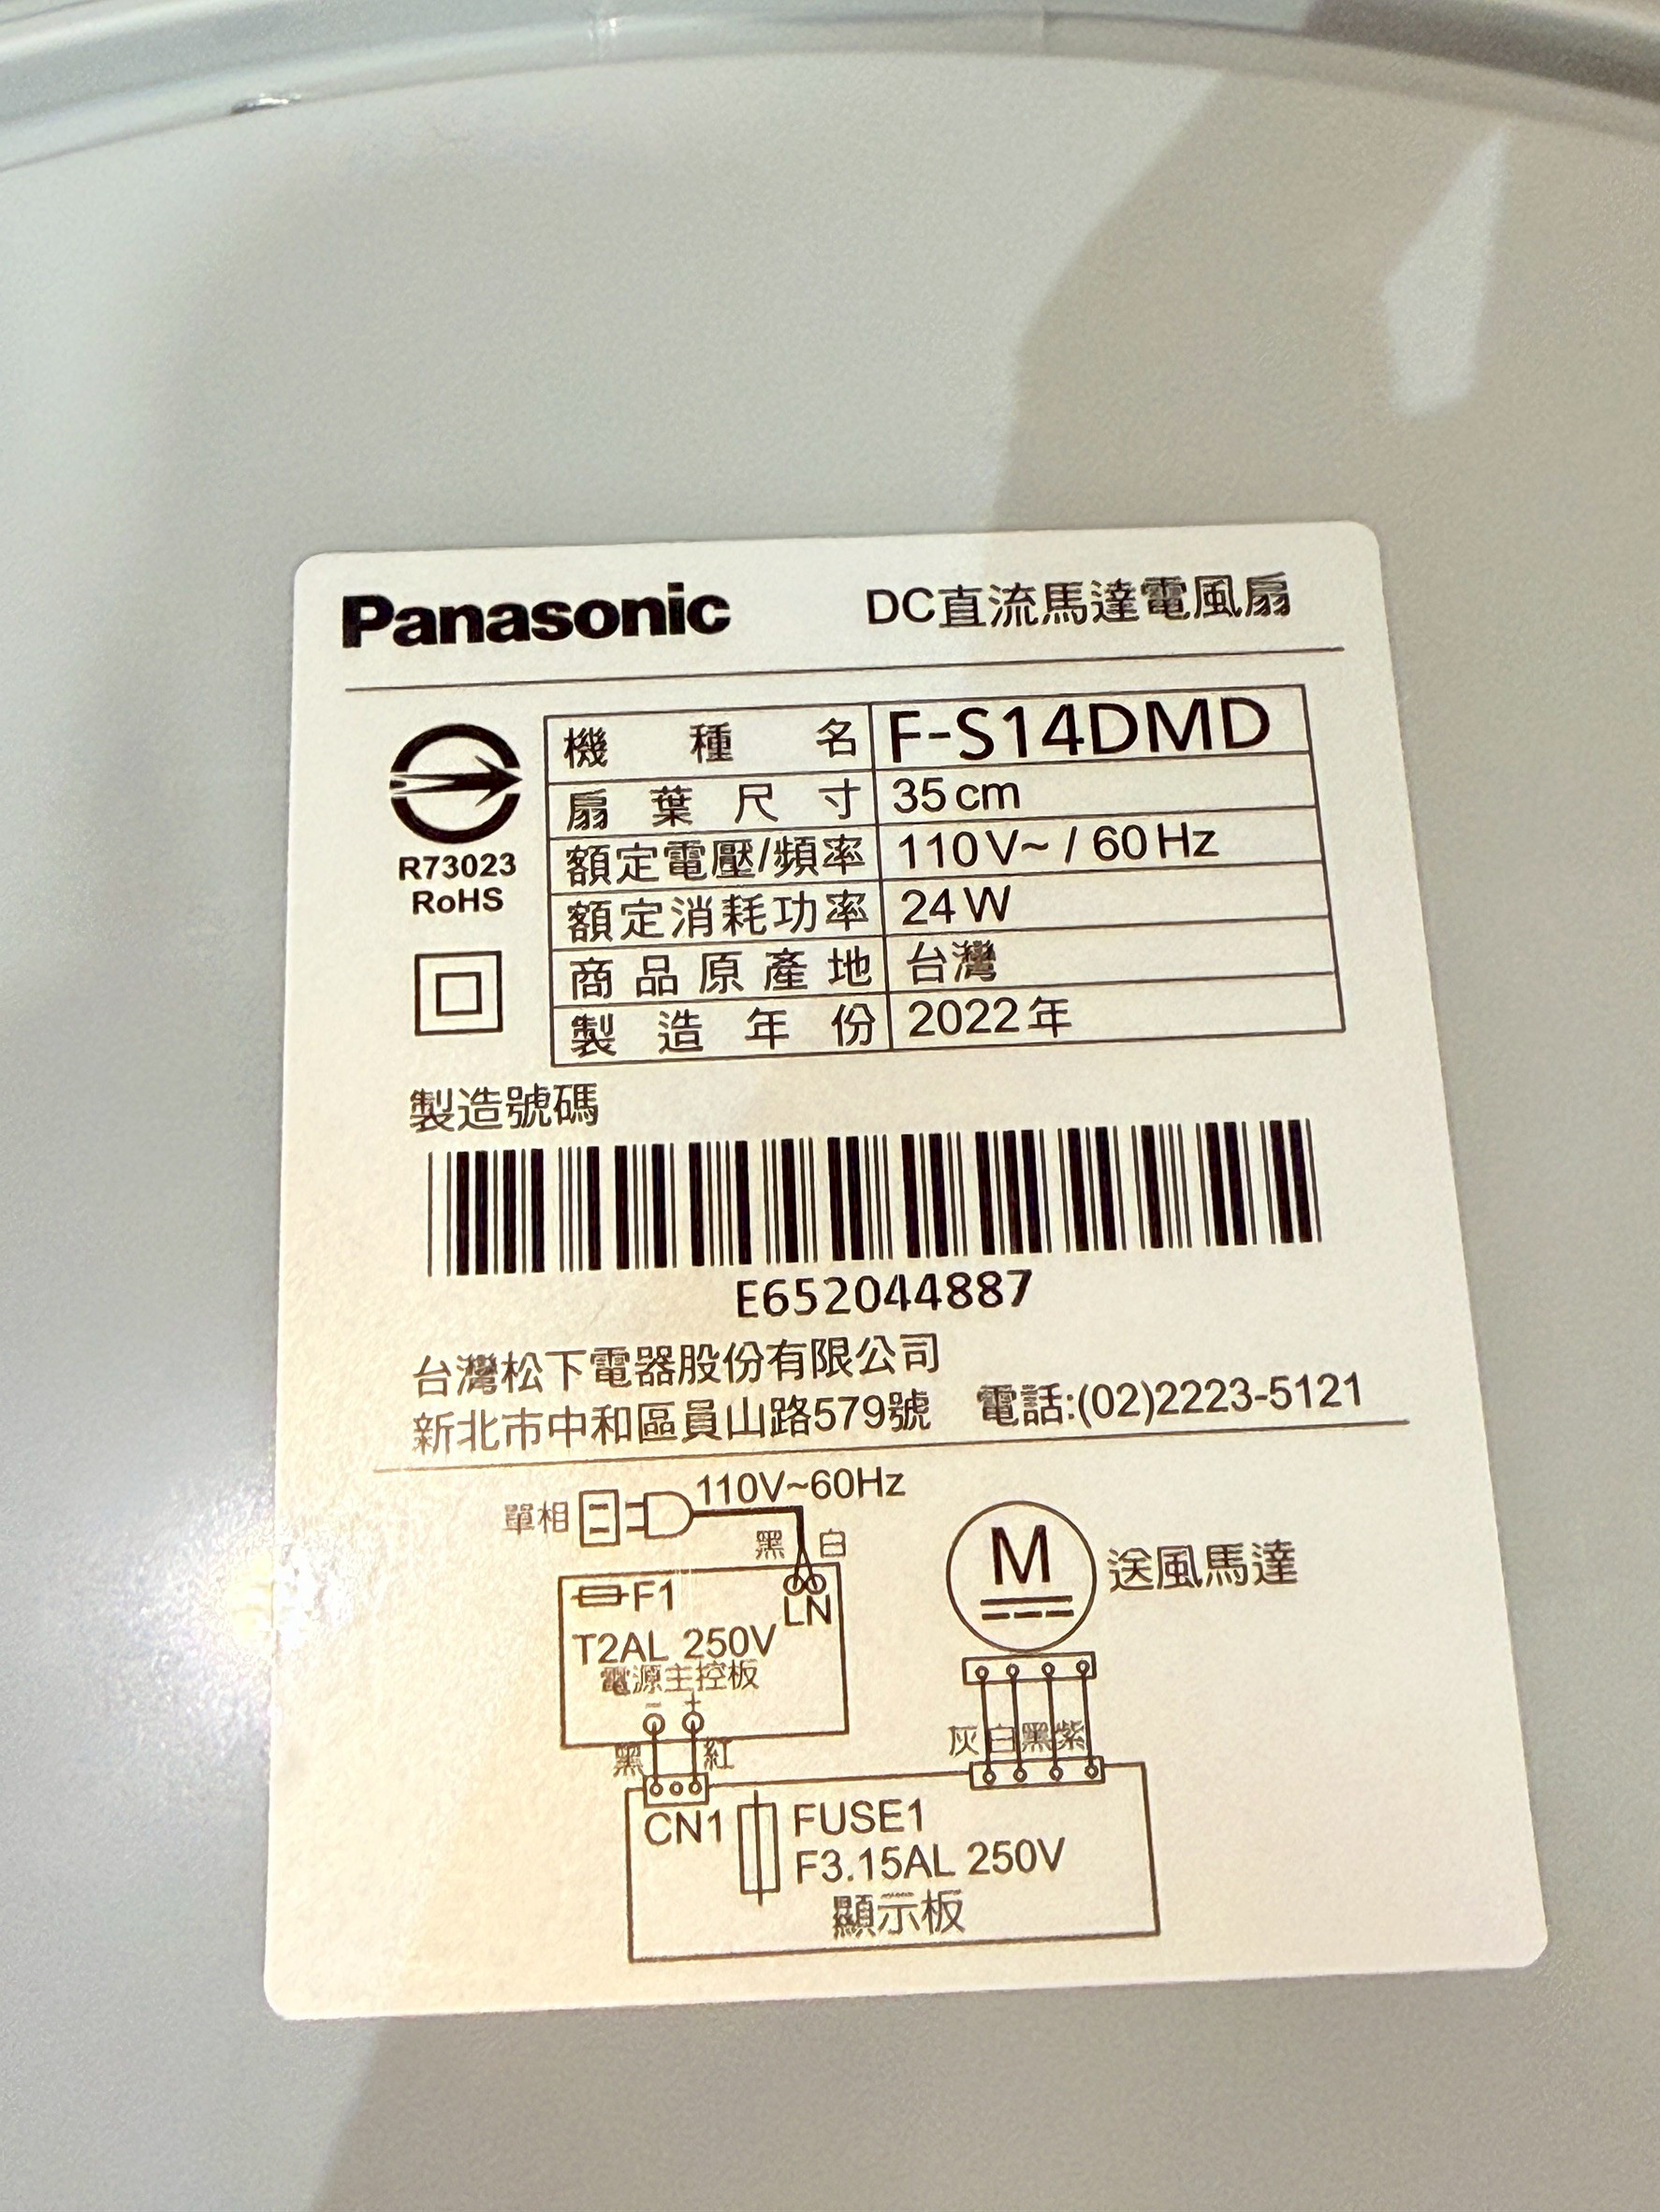 Panasonic DC直流馬達電風扇
機種名 F-S14DMD
扇葉尺寸 35cm
額定電壓/頻率 110V~ / 60Hz
額定消耗功率 24W
商品原產地 台灣
製造年份 2022年
R73023
RoHS
製造號碼
E652044887
台灣松下電器股份有限公司
新北市中和區員山路579號 電話:(02)2223-5121
單相 110V~60Hz
黑 白
F1
LN
T2AL 250V
電源主控板
- +
黑 紅
CN1
M
送風馬達
灰白黑紫
FUSE1
F3.15AL 250V
顯示板